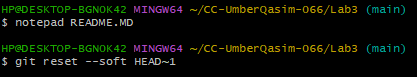 HP@DESKTOP-BGN0K42 MINGW64 ~/CC-UmberQasim-066/Lab3 (main)
$ notepad README.MD
HP@DESKTOP-BGN0K42 MINGW64 ~/CC-UmberQasim-066/Lab3 (main)
$ git reset --soft HEAD~1